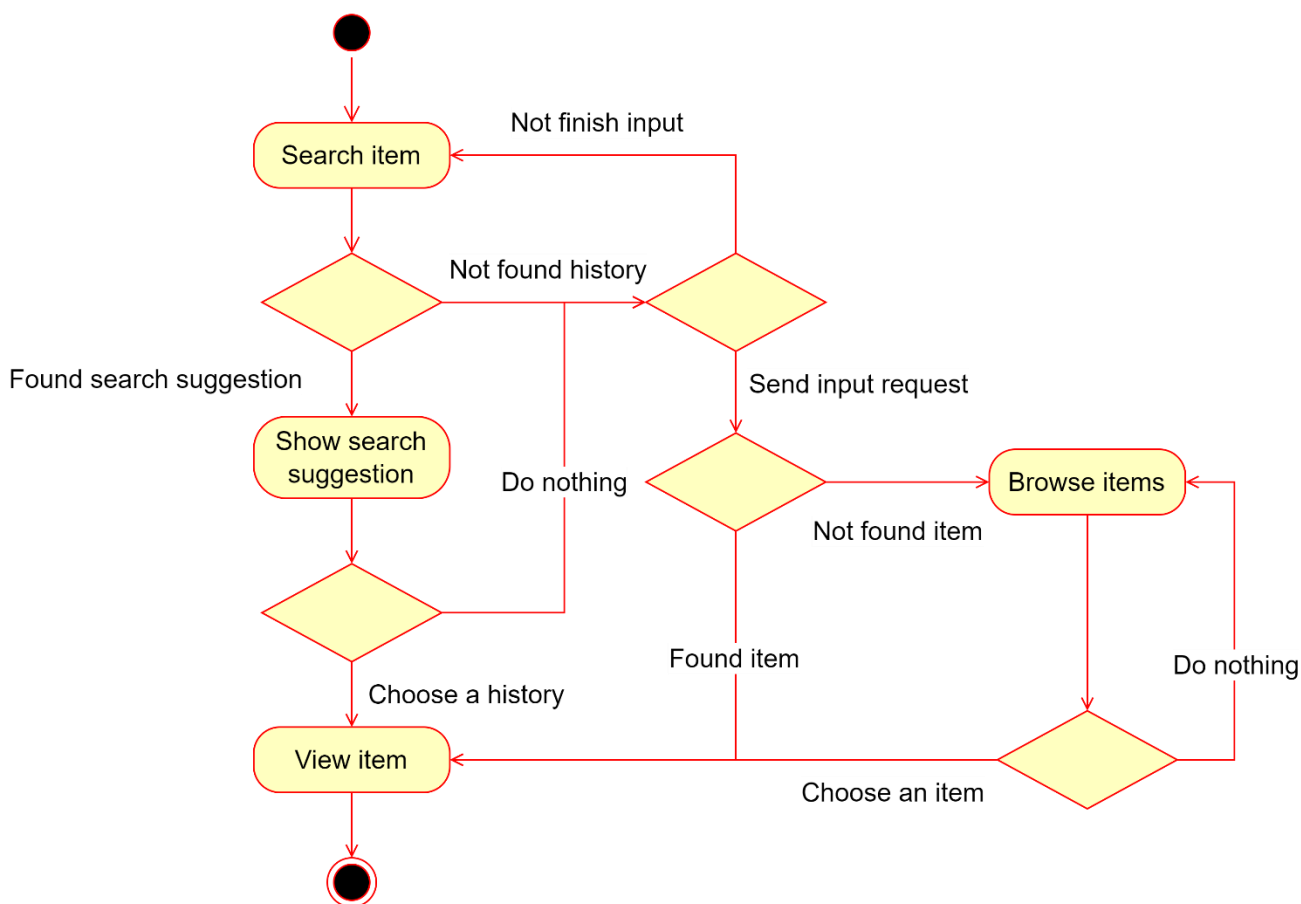 Not finish input
Search item
Not found history
Found search suggestion
Send input request
Show search
suggestion
Do nothing
Browse items
Not found item
Found item
Do nothing
Choose a history
View item
Choose an item